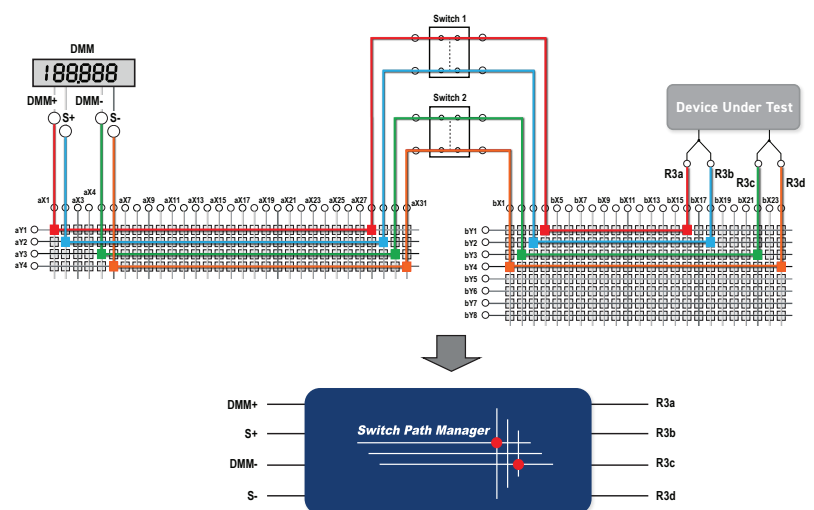 Switch 1
DMM
188.888
DMM+
DMM-
S+
S-
Switch 2
Device Under Test
R3a
R3b
R3c
R3d
aX1
aX3
aX4
aX7
aX9
aX11
aX13
aX15
aX17
aX19
aX21
aX23
aX25
aX27
aX31
bX1
bX5
bX7
bX9
bX11
bX13
bX15
bX17
bX19
bX21
bX23
aY1
aY2
aY3
aY4
bY1
bY2
bY3
bY4
bY5
bY6
bY7
bY8
DMM+
S+
DMM-
S-
Switch Path Manager
R3a
R3b
R3c
R3d